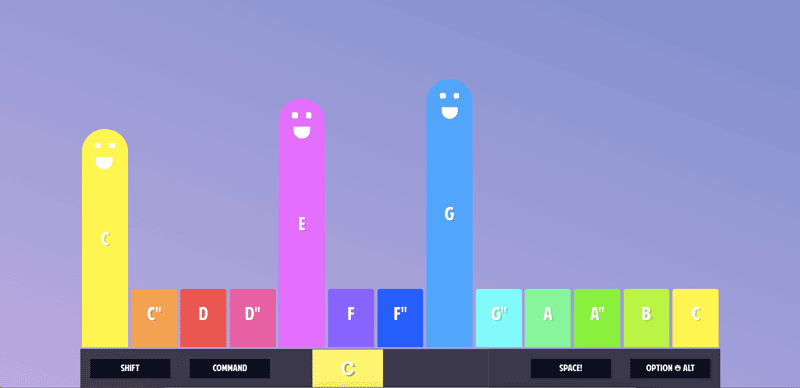 C
E
G
C"
D
D"
F
F"
G"
A
A"
B
C
SHIFT
COMMAND
C
SPACE!
OPTION ALT